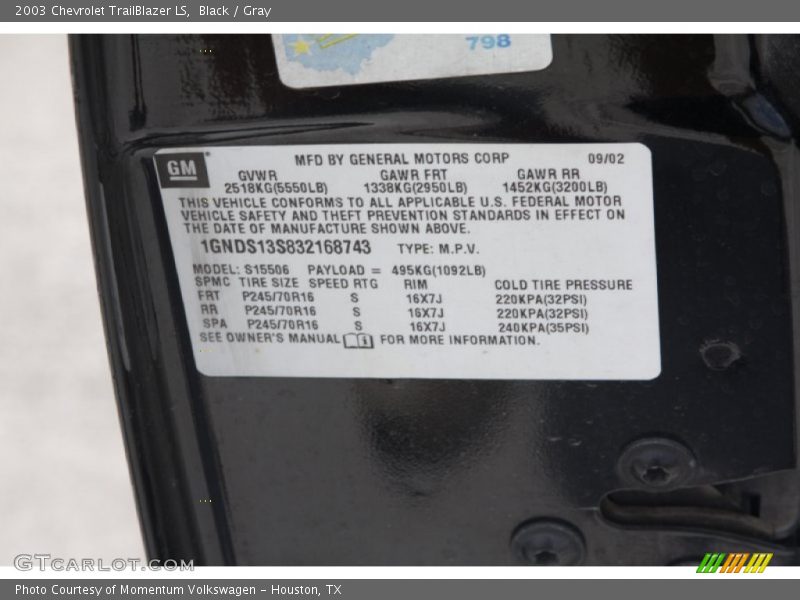 2003 Chevrolet TrailBlazer LS, Black / Gray
798
GM
MFD BY GENERAL MOTORS CORP 09/02
GVWR GAWR FRT GAWR RR
2518KG(5550LB) 1338KG(2950LB) 1452KG(3200LB)
THIS VEHICLE CONFORMS TO ALL APPLICABLE U.S. FEDERAL MOTOR
VEHICLE SAFETY AND THEFT PREVENTION STANDARDS IN EFFECT ON
THE DATE OF MANUFACTURE SHOWN ABOVE.
1GNDS13S832168743 TYPE: M.P.V.
MODEL: S15506 PAYLOAD = 495KG(1092LB)
SPMC TIRE SIZE SPEED RTG RIM COLD TIRE PRESSURE
FRT P245/70R16 S 16X7J 220KPA(32PSI)
RR P245/70R16 S 16X7J 220KPA(32PSI)
SPA P245/70R16 S 16X7J 240KPA(35PSI)
SEE OWNER'S MANUAL FOR MORE INFORMATION.
GTcarlot.com
Photo Courtesy of Momentum Volkswagen - Houston, TX